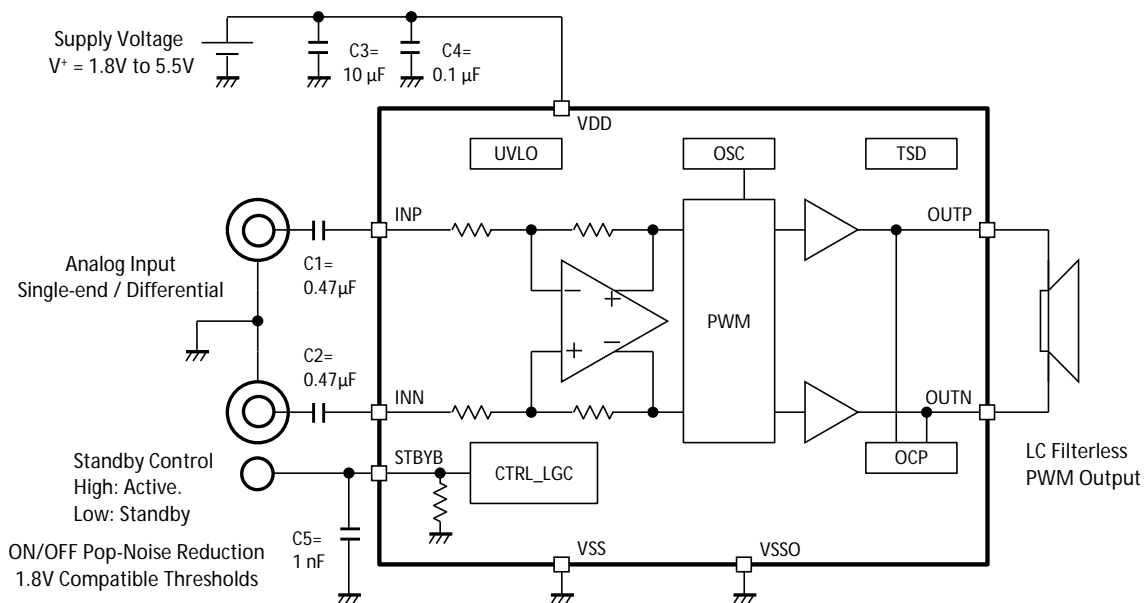 Supply Voltage
V⁺ = 1.8V to 5.5V
C3=
10 µF
C4=
0.1 µF
VDD
UVLO
OSC
TSD
INP
OUTP
C1=
0.47µF
Analog Input
Single-end / Differential
−
+
PWM
+
−
C2=
0.47µF
INN
OUTN
STBYB
CTRL_LGC
OCP
LC Filterless
PWM Output
Standby Control
High: Active.
Low: Standby
C5=
1 nF
ON/OFF Pop-Noise Reduction
1.8V Compatible Thresholds
VSS
VSSO